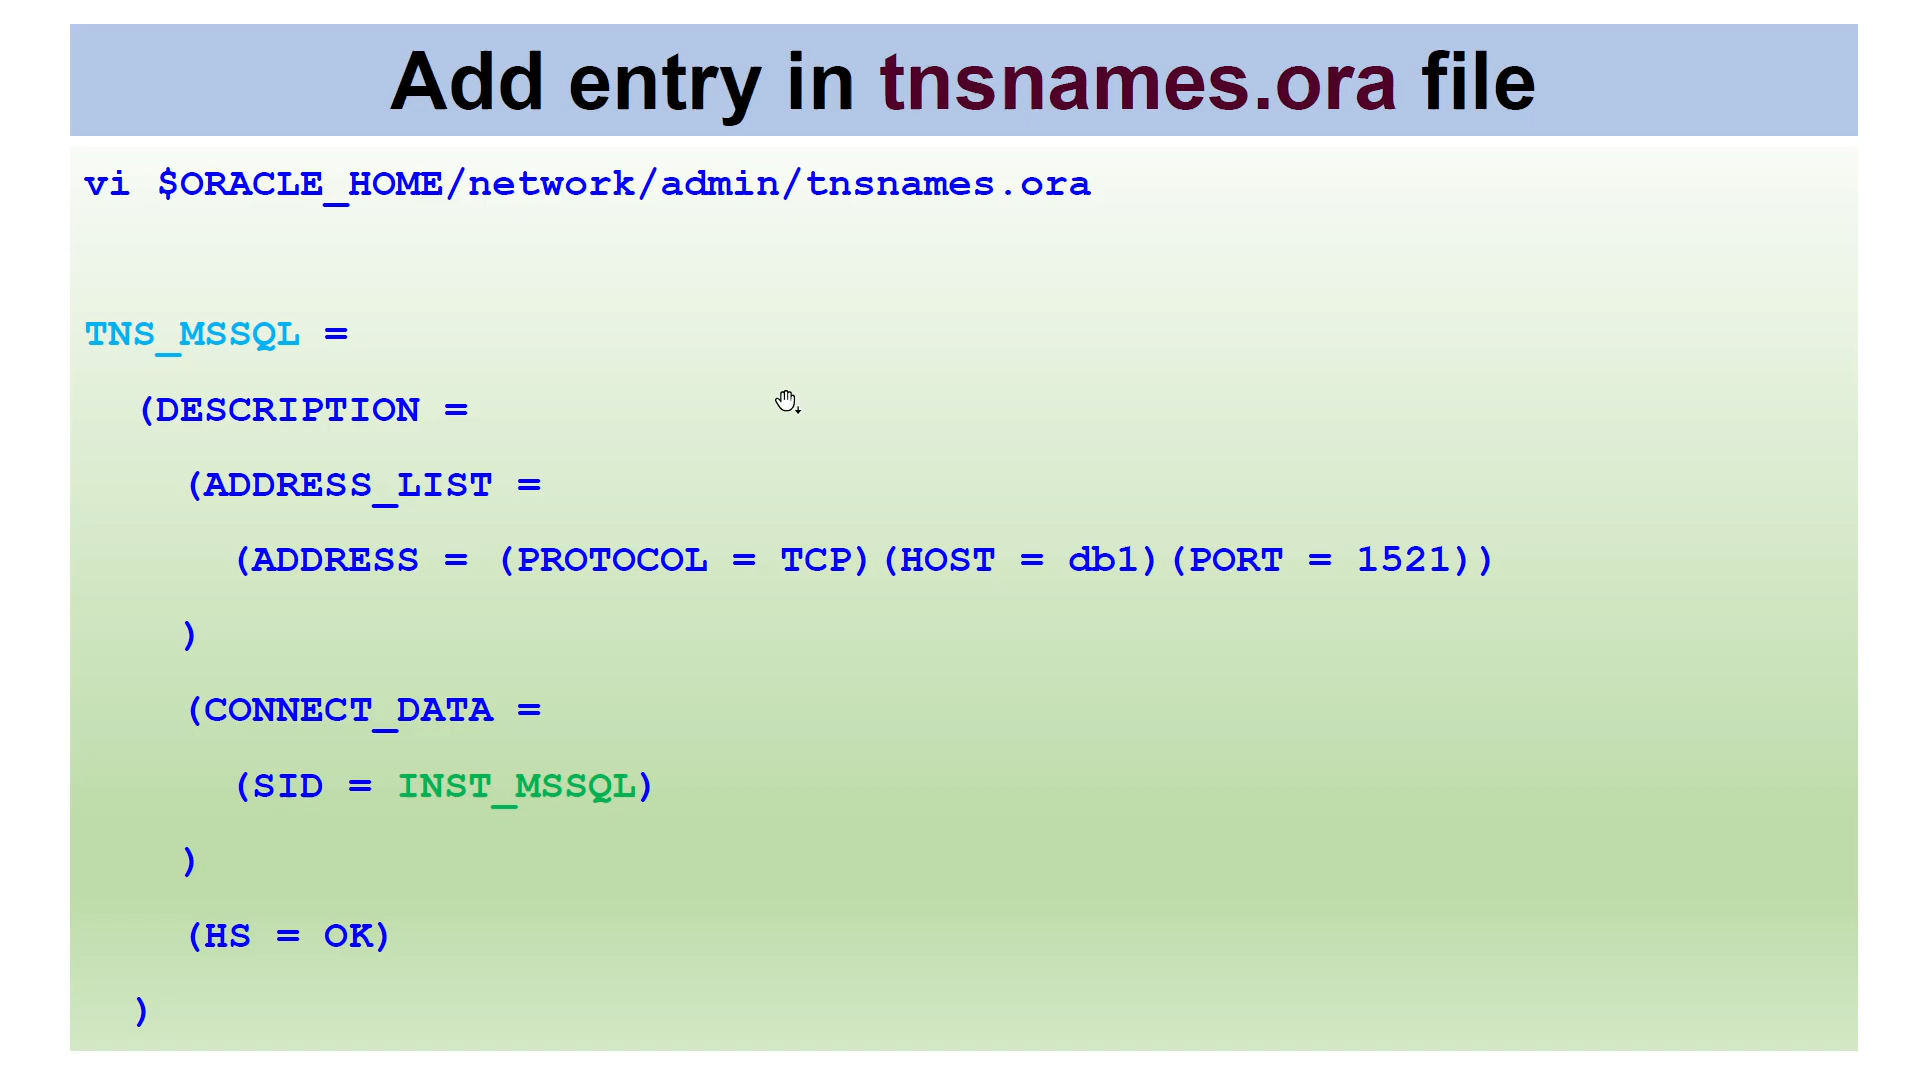 Add entry in tnsnames.ora file
vi $ORACLE_HOME/network/admin/tnsnames.ora
TNS_MSSQL =
(DESCRIPTION =
(ADDRESS_LIST =
(ADDRESS = (PROTOCOL = TCP)(HOST = db1)(PORT = 1521))
)
(CONNECT_DATA =
(SID = INST_MSSQL)
)
(HS = OK)
)